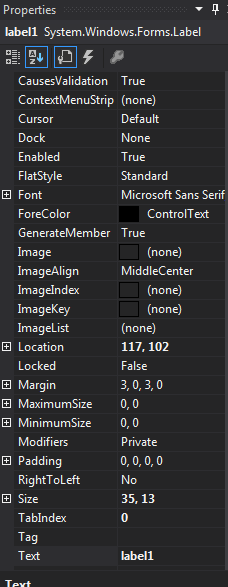 Properties
label1 System.Windows.Forms.Label
CausesValidation True
ContextMenuStrip (none)
Cursor Default
Dock None
Enabled True
FlatStyle Standard
Font Microsoft Sans Serif
ForeColor ControlText
GenerateMember True
Image (none)
ImageAlign MiddleCenter
ImageIndex (none)
ImageKey (none)
ImageList (none)
Location 117, 102
Locked False
Margin 3, 0, 3, 0
MaximumSize 0, 0
MinimumSize 0, 0
Modifiers Private
Padding 0, 0, 0, 0
RightToLeft No
Size 35, 13
TabIndex 0
Tag
Text label1
Text